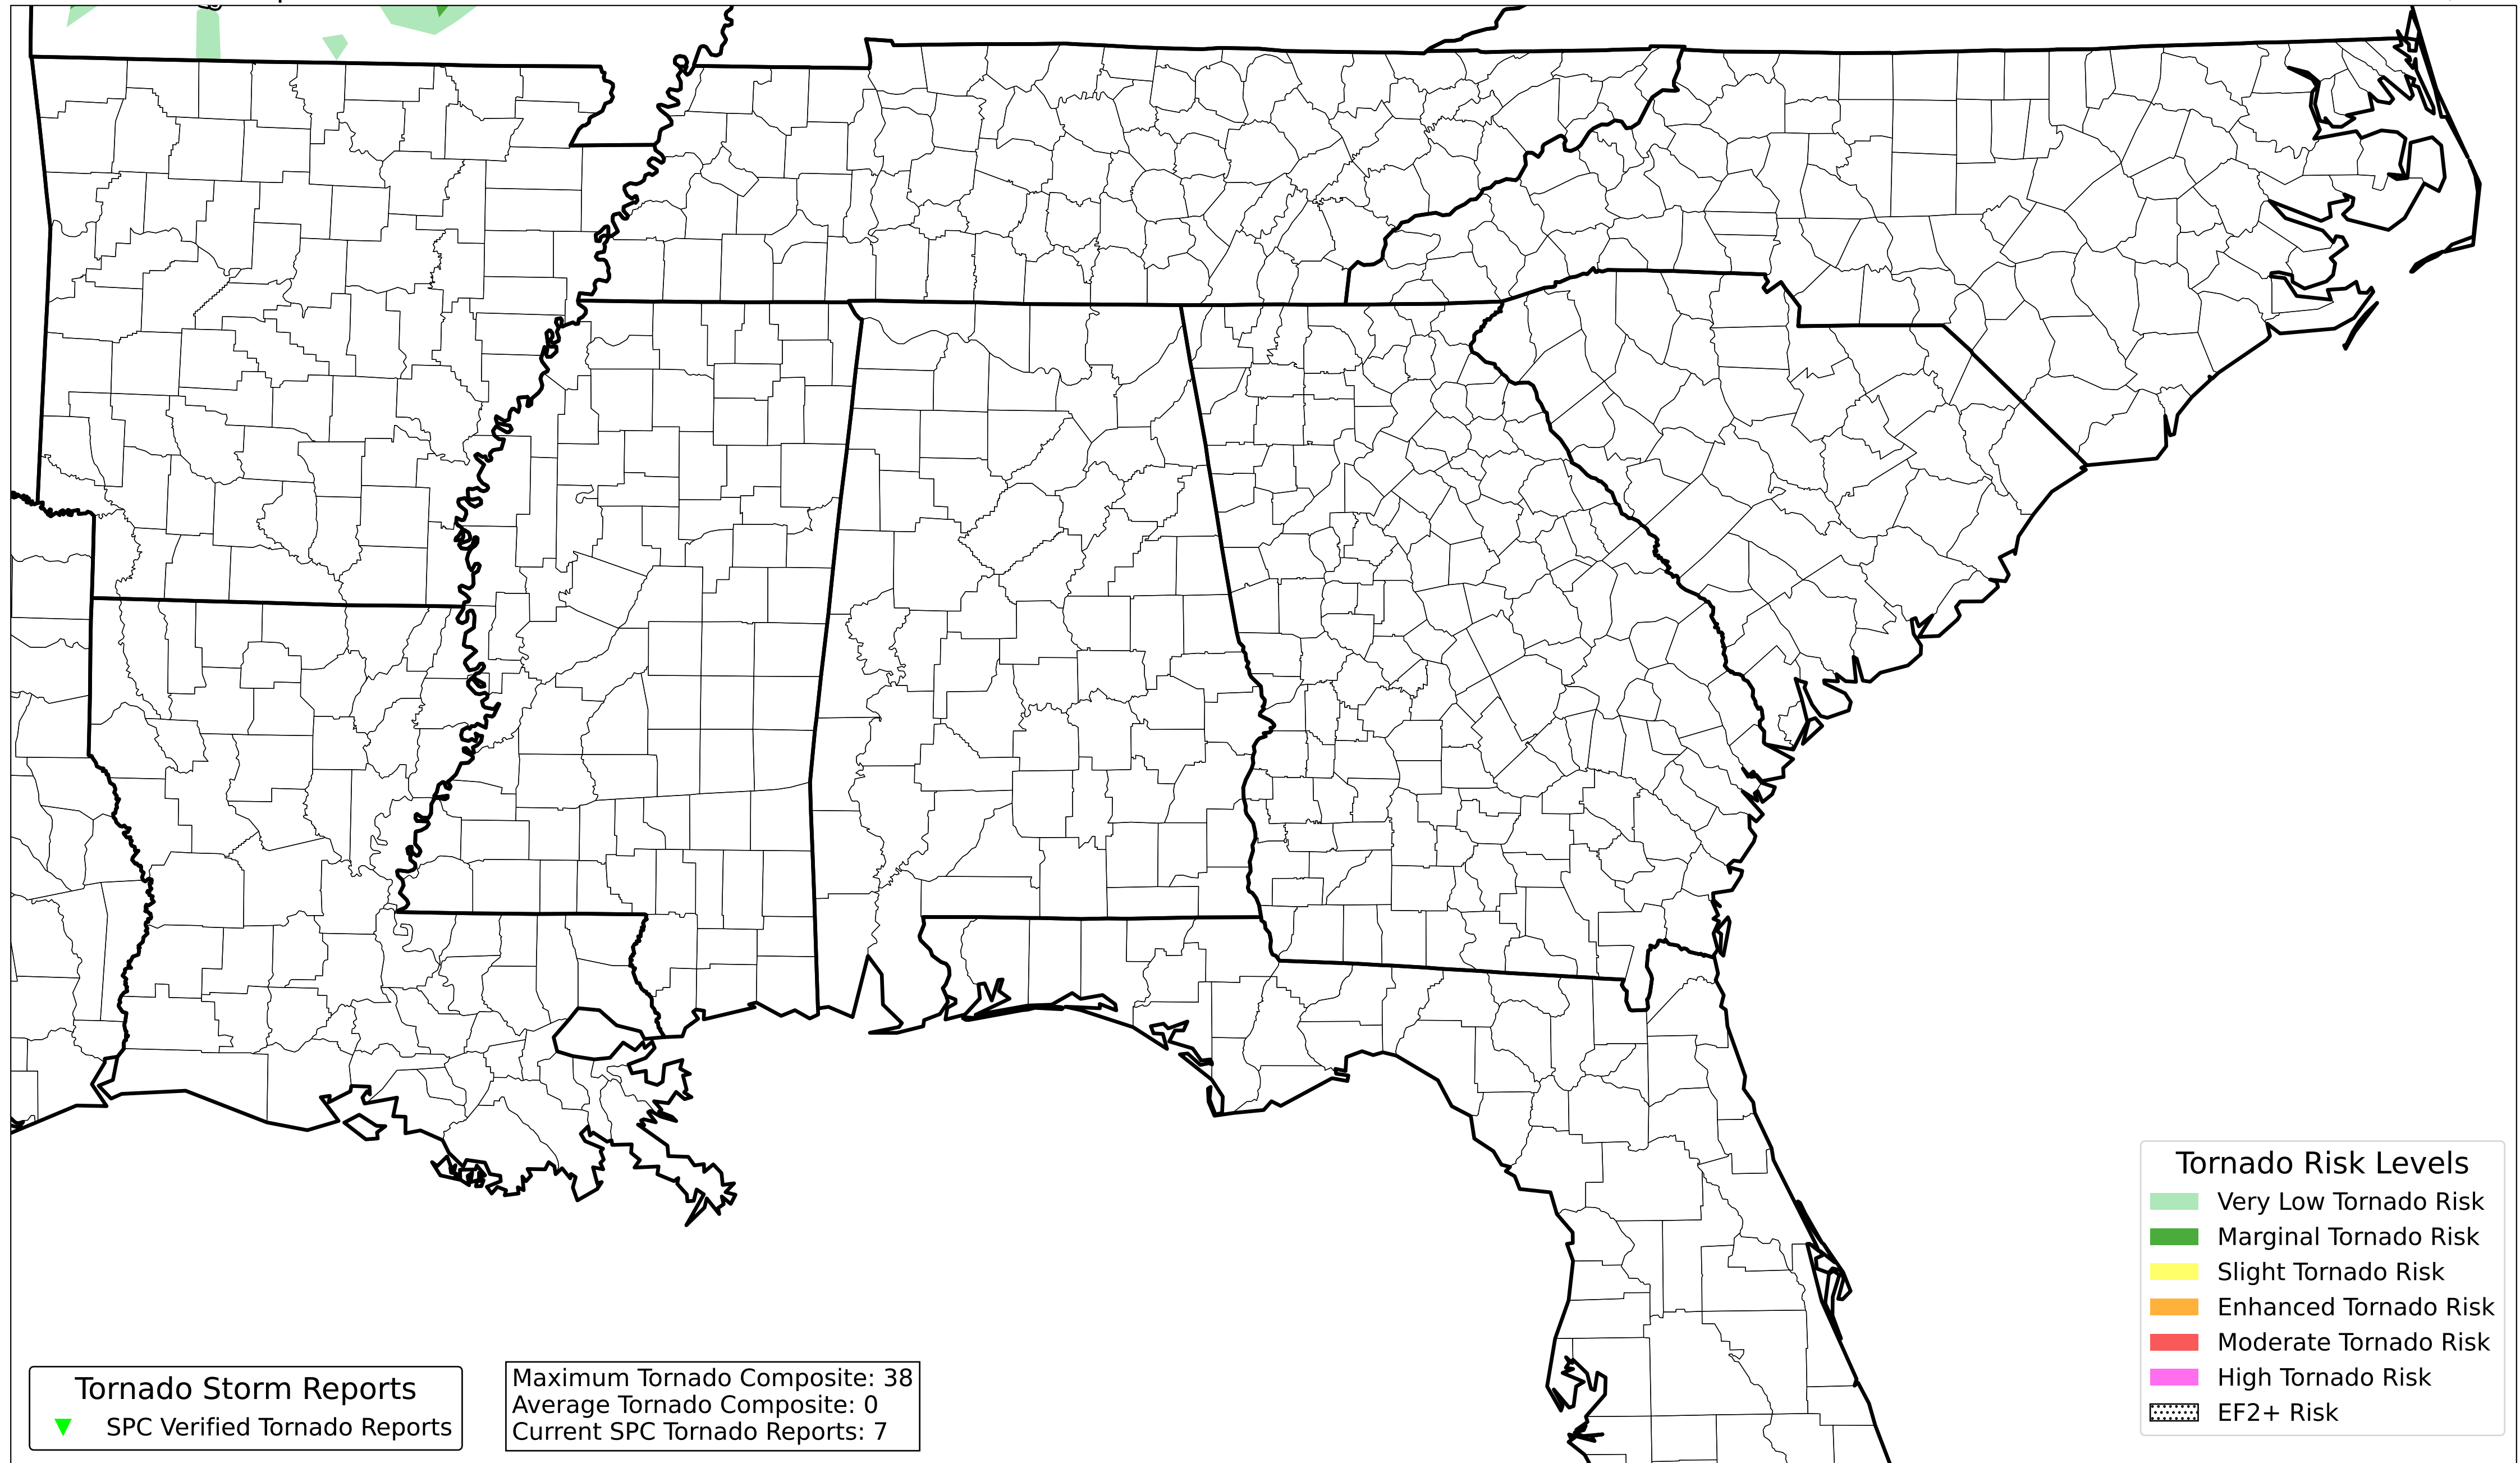 Tornado Risk Levels
Very Low Tornado Risk
Marginal Tornado Risk
Slight Tornado Risk
Enhanced Tornado Risk
Moderate Tornado Risk
High Tornado Risk
EF2+ Risk
Tornado Storm Reports
SPC Verified Tornado Reports
Maximum Tornado Composite: 38
Average Tornado Composite: 0
Current SPC Tornado Reports: 7